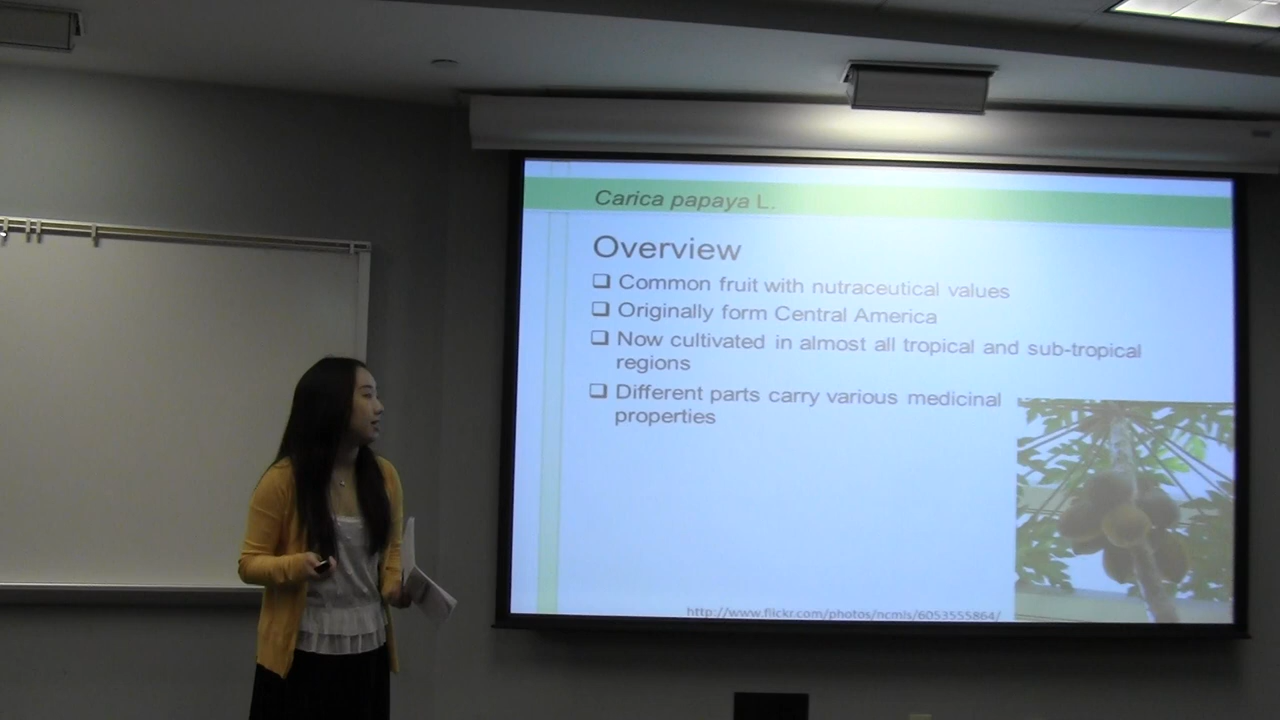 Carica papaya L.
Overview
❑ Common fruit with nutraceutical values
❑ Originally form Central America
❑ Now cultivated in almost all tropical and sub-tropical
regions
❑ Different parts carry various medicinal
properties
http://www.flickr.com/photos/ncmls/6053555864/